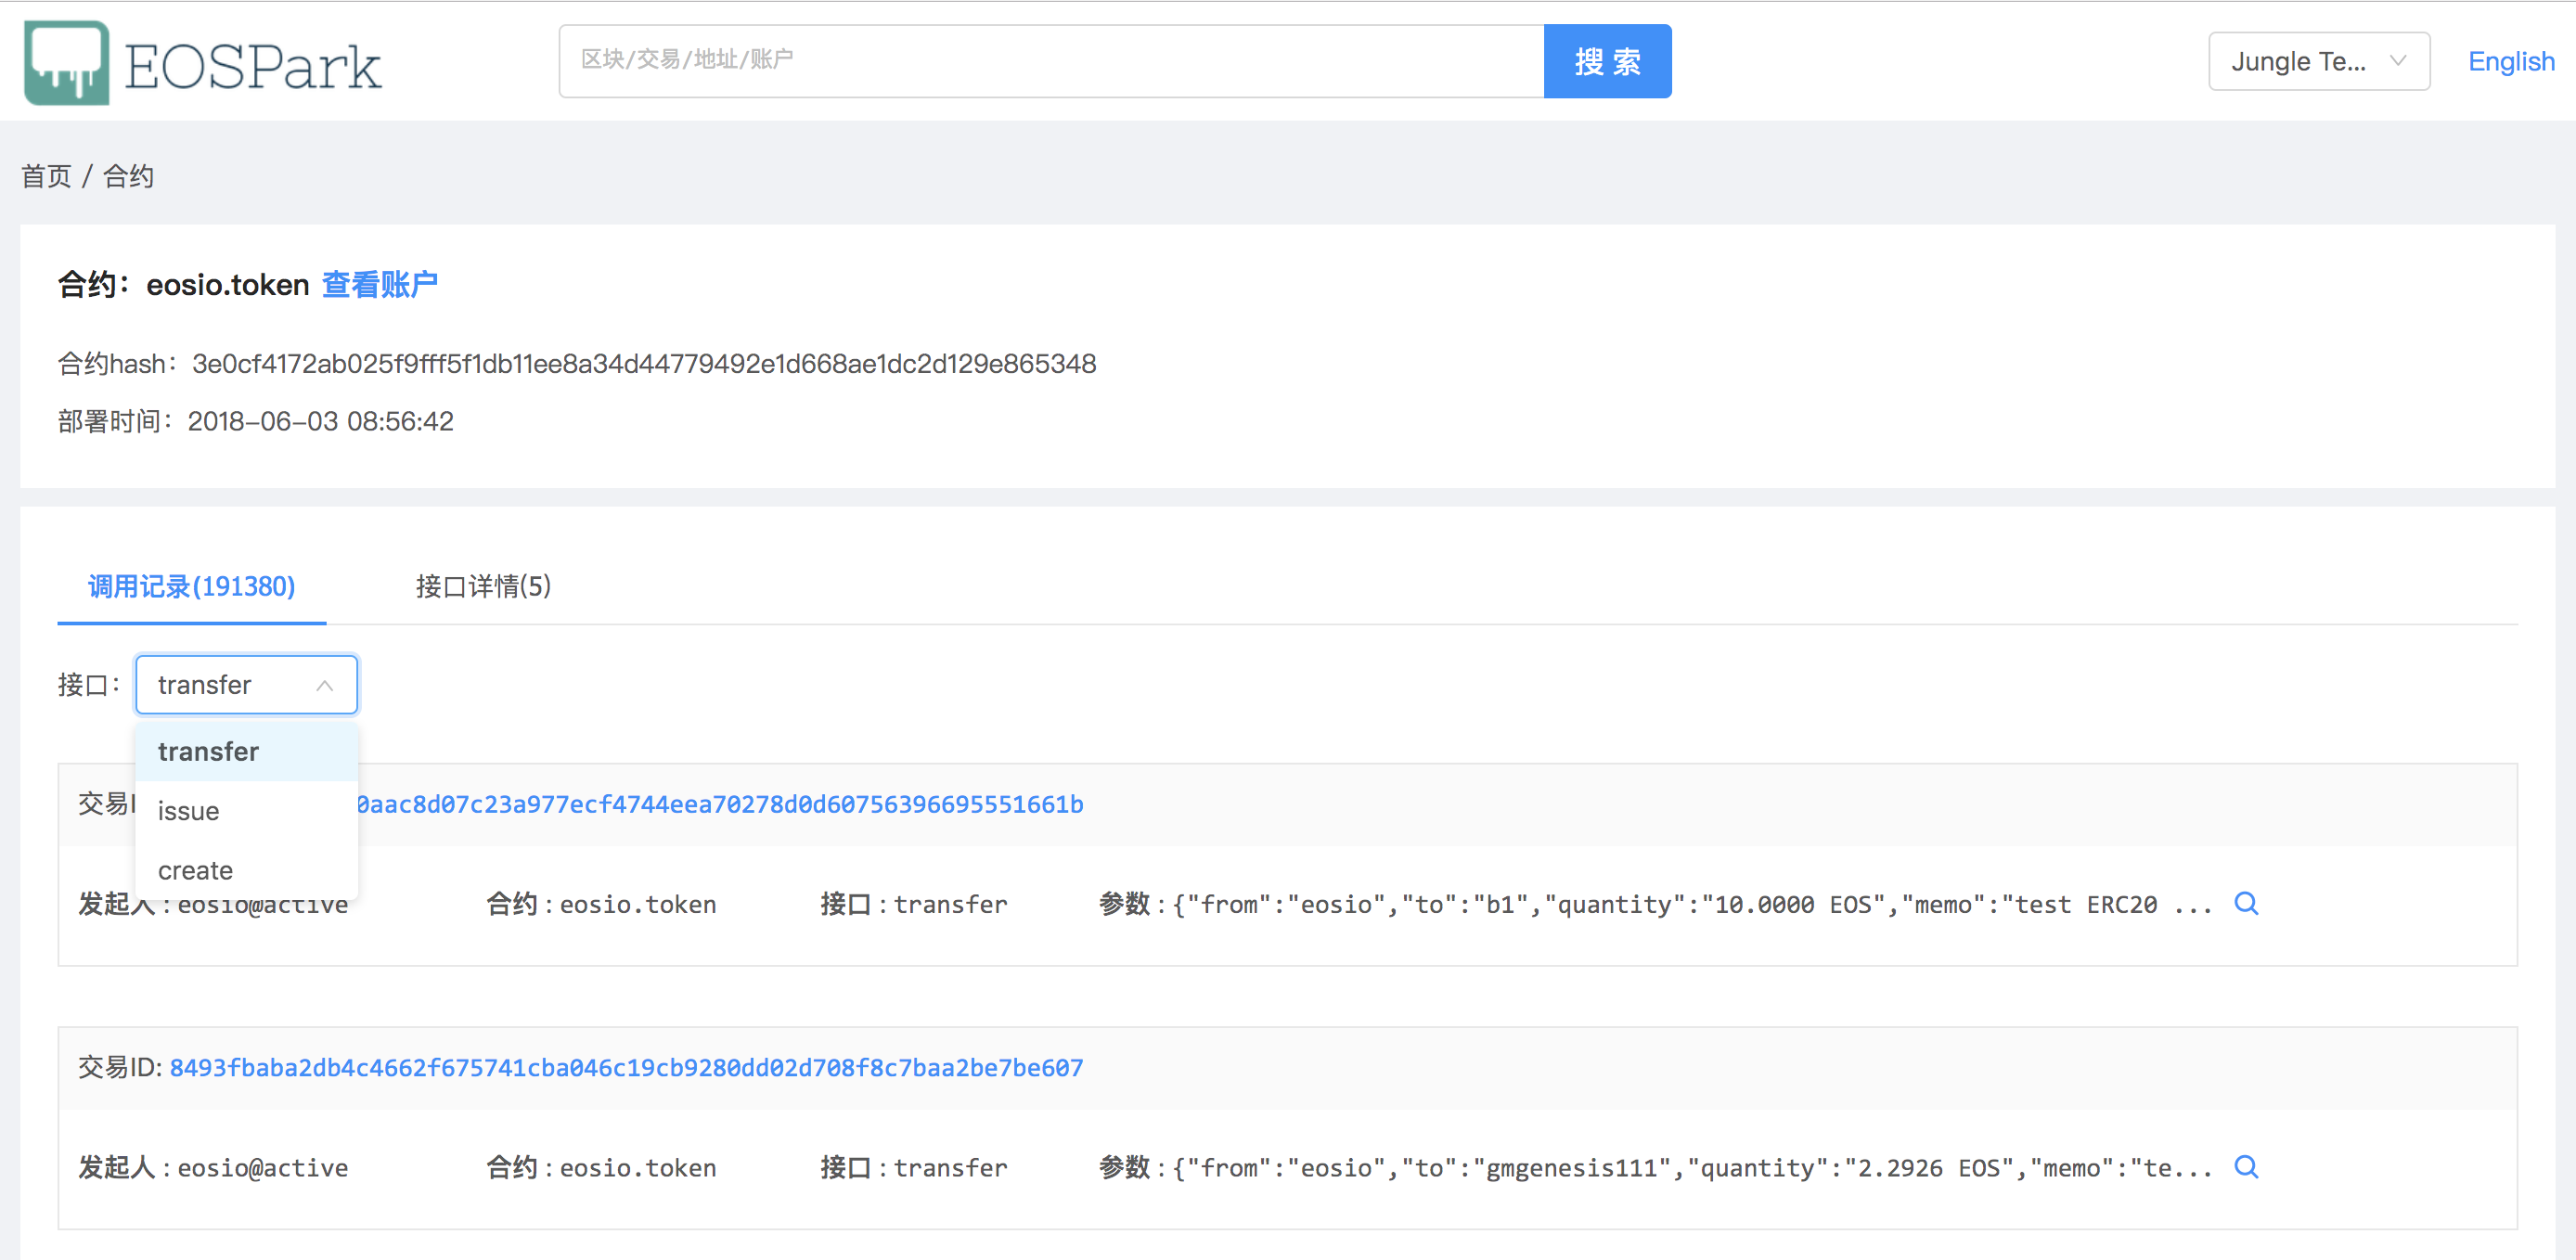 EOSPark
区块/交易/地址/账户
搜 索
Jungle Te...
English
首页 / 合约
合约：eosio.token 查看账户
合约hash：3e0cf4172ab025f9fff5f1db11ee8a34d44779492e1d668ae1dc2d129e865348
部署时间：2018-06-03 08:56:42
调用记录(191380)
接口详情(5)
接口： transfer
transfer
issue
create
交易I
0aac8d07c23a977ecf4744eea70278d0d60756396695551661b
发起人 : eosio@active 合约 : eosio.token 接口 : transfer 参数 : {"from":"eosio","to":"b1","quantity":"10.0000 EOS","memo":"test ERC20 ...
交易ID: 8493fbaba2db4c4662f675741cba046c19cb9280dd02d708f8c7baa2be7be607
发起人 : eosio@active 合约 : eosio.token 接口 : transfer 参数 : {"from":"eosio","to":"gmgenesis111","quantity":"2.2926 EOS","memo":"te...